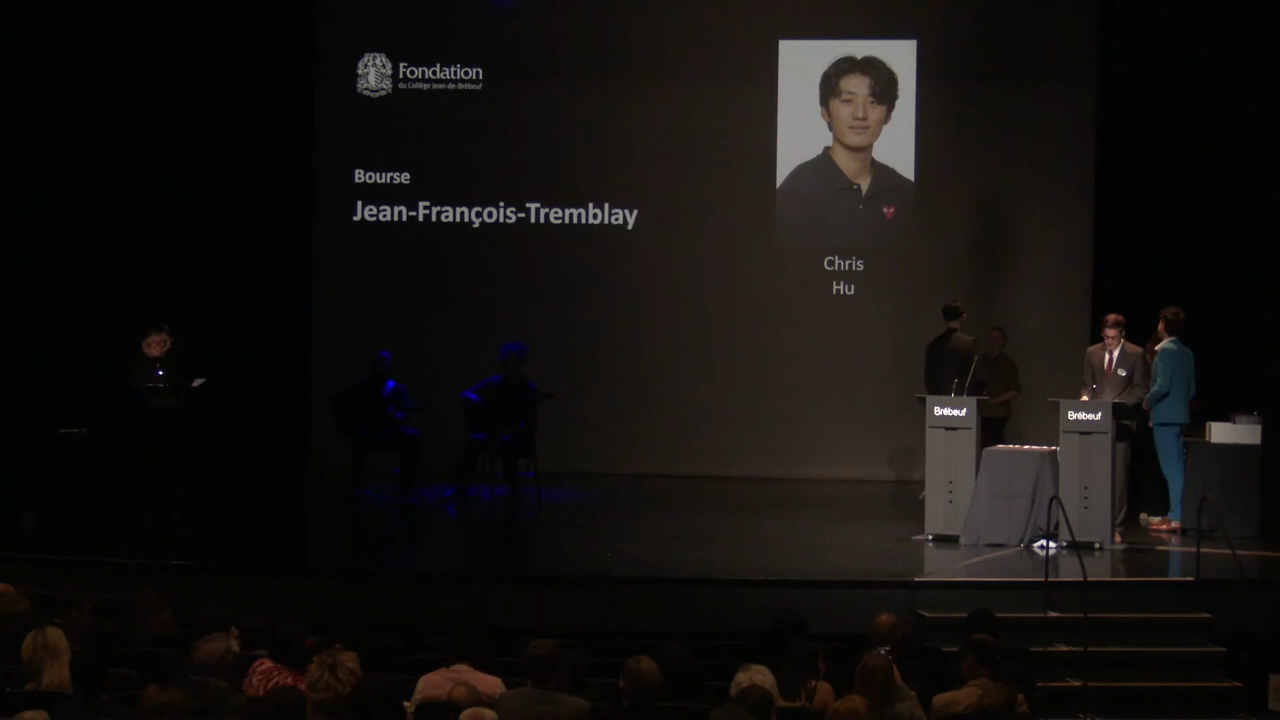 Fondation
du Collège Jean-de-Brébeuf
Bourse
Jean-François-Tremblay
Chris
Hu
Brébeuf
Brébeuf